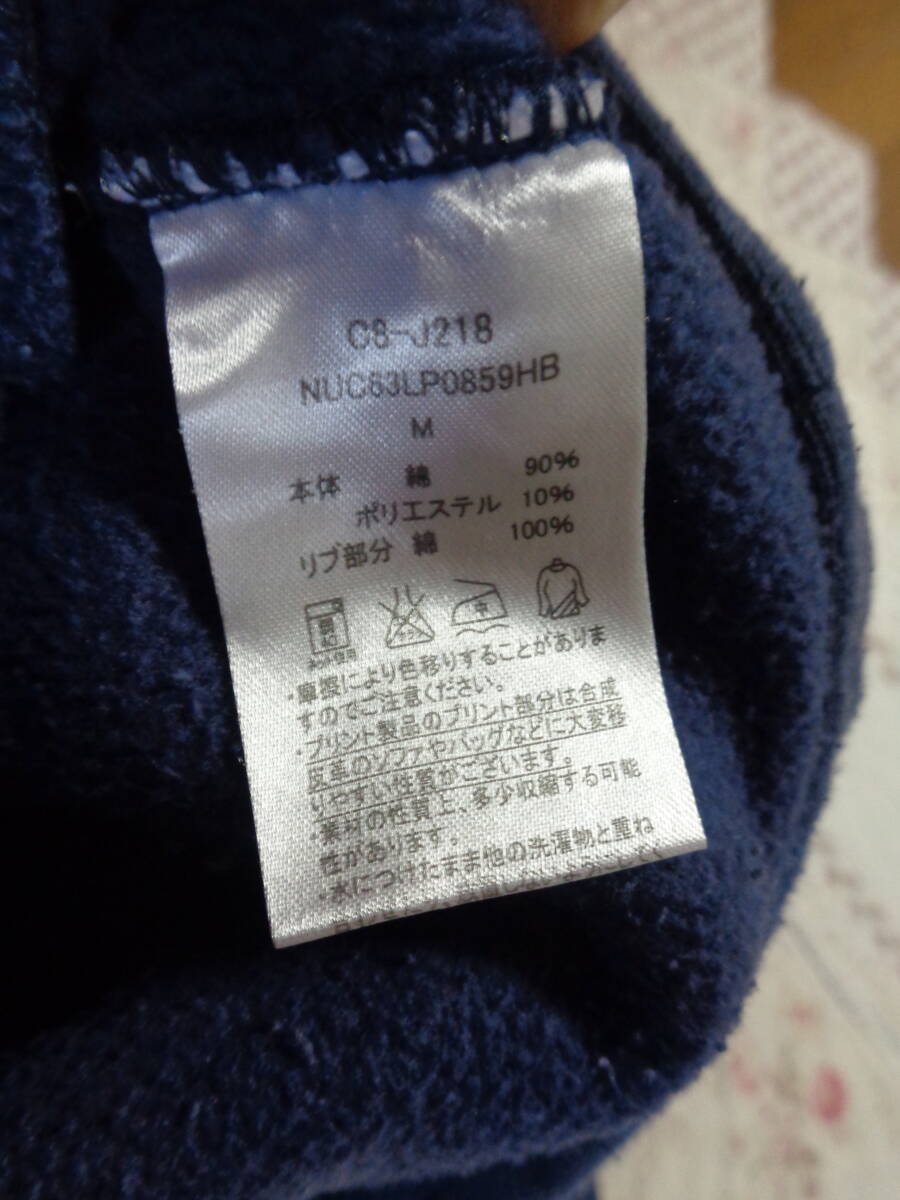 C8-J218
NUC63LP0859HB
M
本体 綿 90%
ポリエステル 10%
リブ部分 綿 100%
中
・摩擦により色移りすることがありま
すのでご注意ください。
・プリント製品のプリント部分は合成
皮革のソファやバッグなどに大変移
りやすい性質がございます。
・素材の性質上、多少収縮する可能
性があります。
・水につけたまま他の洗濯物と重ね